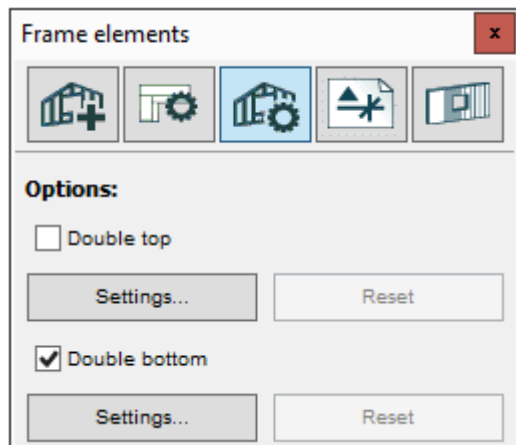 Frame elements
x
Options:
Double top
Settings... Reset
Double bottom
Settings... Reset